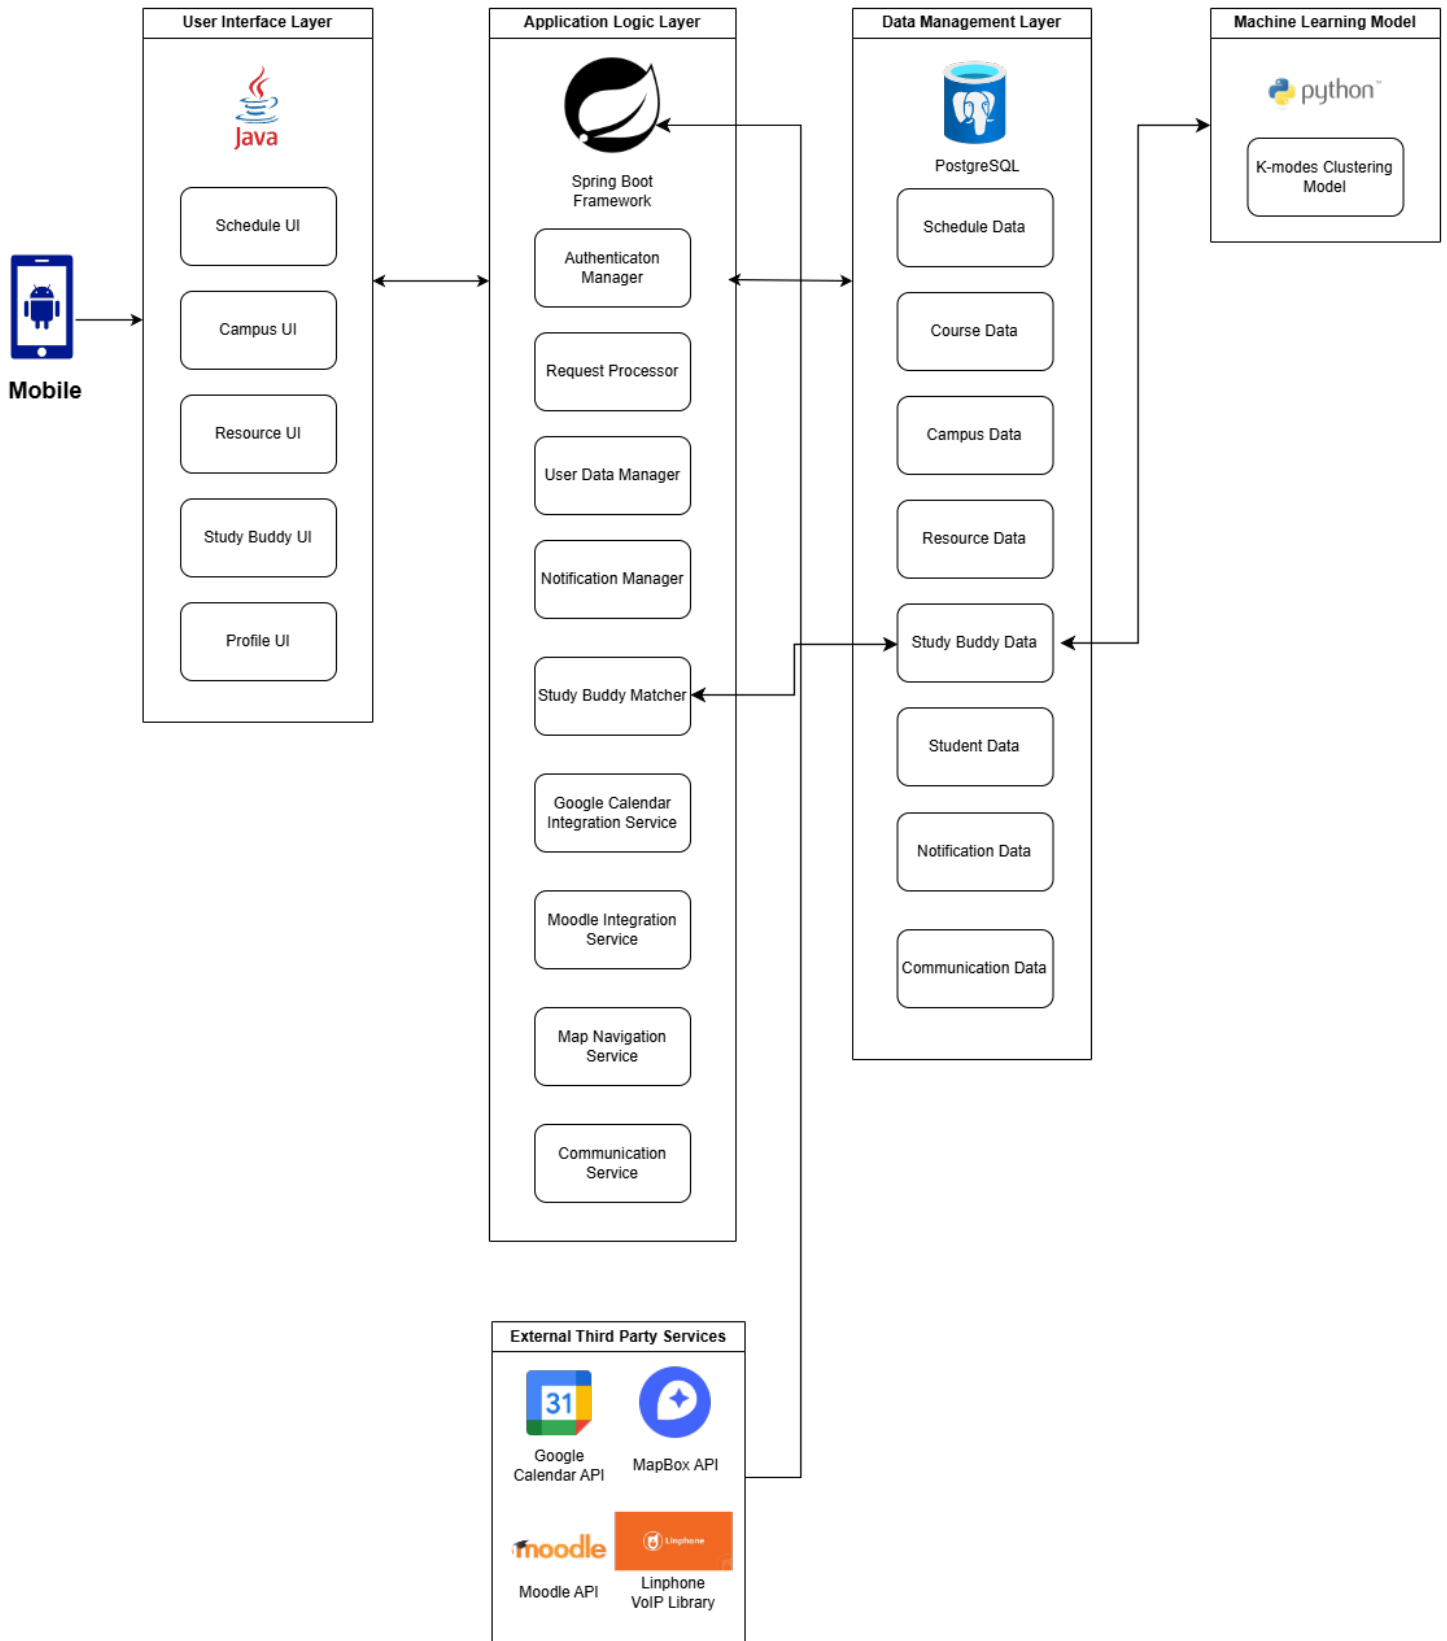 User Interface Layer
Java
Schedule UI
Campus UI
Resource UI
Study Buddy UI
Profile UI
Mobile
Application Logic Layer
Spring Boot
Framework
Authenticaton
Manager
Request Processor
User Data Manager
Notification Manager
Study Buddy Matcher
Google Calendar
Integration Service
Moodle Integration
Service
Map Navigation
Service
Communication
Service
Data Management Layer
PostgreSQL
Schedule Data
Course Data
Campus Data
Resource Data
Study Buddy Data
Student Data
Notification Data
Communication Data
Machine Learning Model
python™
K-modes Clustering
Model
External Third Party Services
31
Google
Calendar API
MapBox API
moodle
Moodle API
Linphone
Linphone
VoIP Library